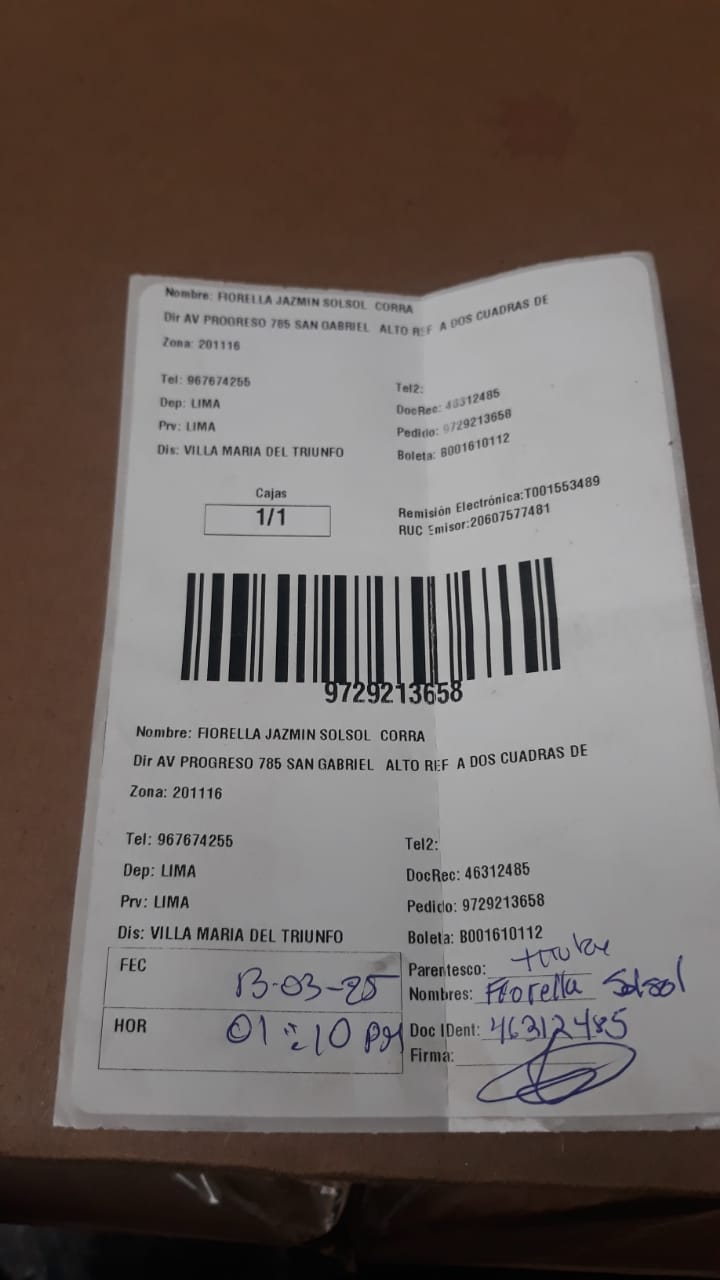 Nombre: FIORELLA JAZMIN SOLSOL CORRA
Dir AV PROGRESO 785 SAN GABRIEL ALTO REF A DOS CUADRAS DE
Zona: 201116
Tel: 967674255 Tel2:
Dep: LIMA DocRec: 46312485
Prv: LIMA Pedido: 9729213658
Dis: VILLA MARIA DEL TRIUNFO Boleta: B001610112
Cajas
1/1
Remisión Electrónica:T001553489
RUC Emisor:20607577481
9729213658
Nombre: FIORELLA JAZMIN SOLSOL CORRA
Dir AV PROGRESO 785 SAN GABRIEL ALTO REF A DOS CUADRAS DE
Zona: 201116
Tel: 967674255 Tel2:
Dep: LIMA DocRec: 46312485
Prv: LIMA Pedido: 9729213658
Dis: VILLA MARIA DEL TRIUNFO Boleta: B001610112
FEC 13-03-25 Parentesco: titular
Nombres: Fiorella Solsol
HOR 01:10 PM Doc IDent: 46312485
Firma: